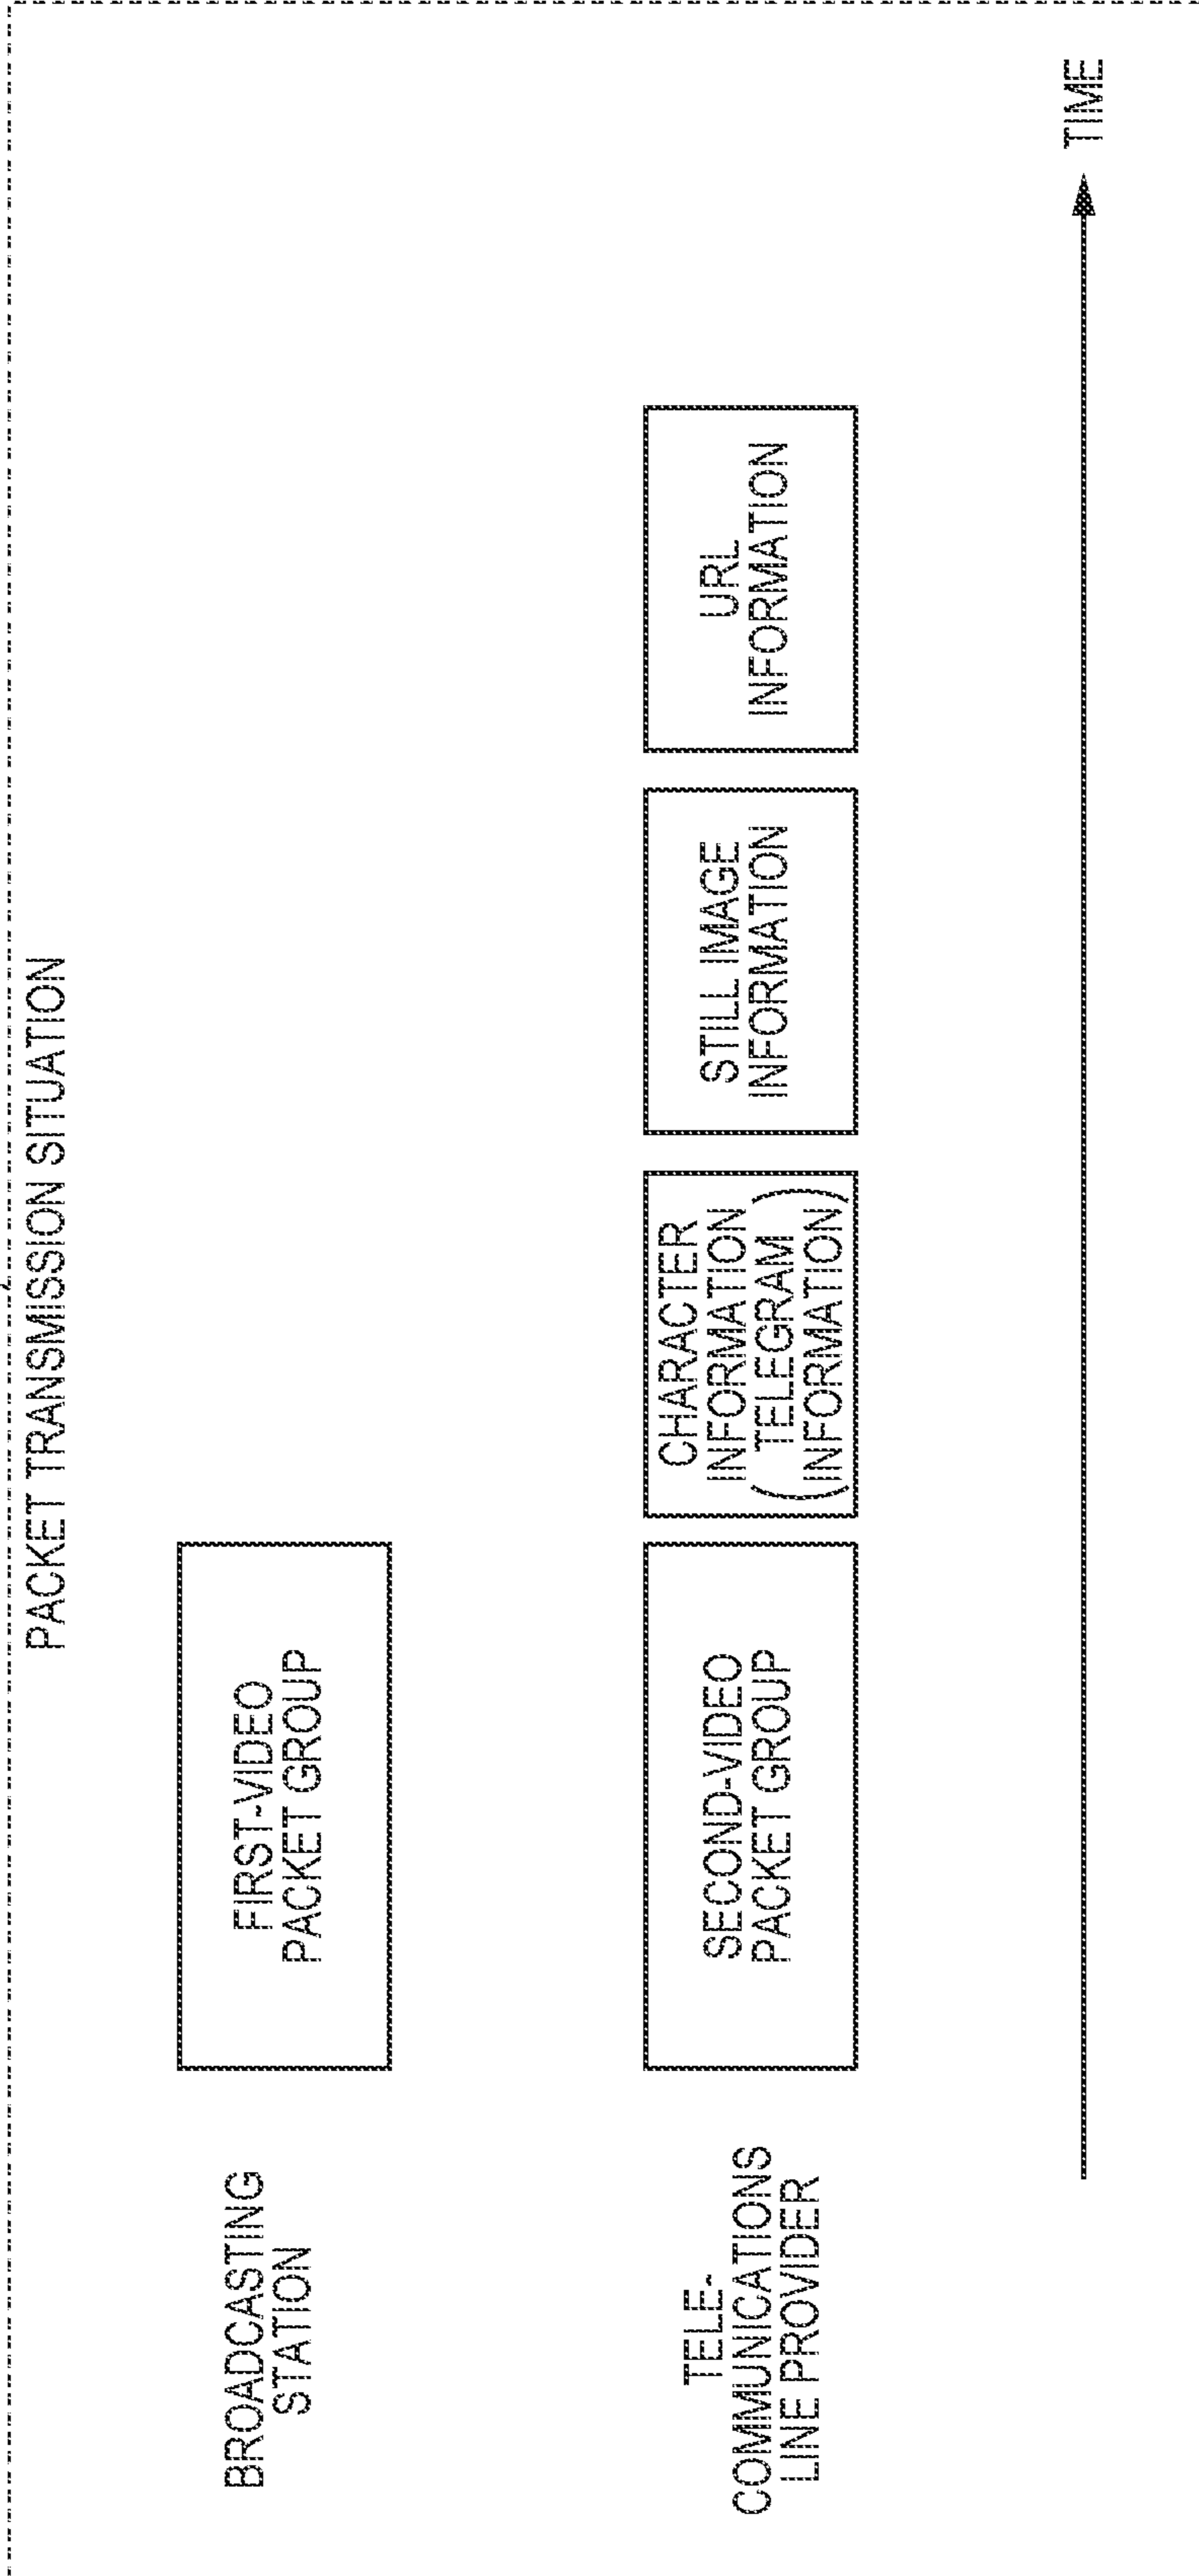 PACKET TRANSMISSION SITUATION
BROADCASTING
STATION
FIRST-VIDEO
PACKET GROUP
TELE-
COMMUNICATIONS
LINE PROVIDER
SECOND-VIDEO
PACKET GROUP
CHARACTER
INFORMATION
(TELEGRAM
INFORMATION)
STILL IMAGE
INFORMATION
URL
INFORMATION
TIME